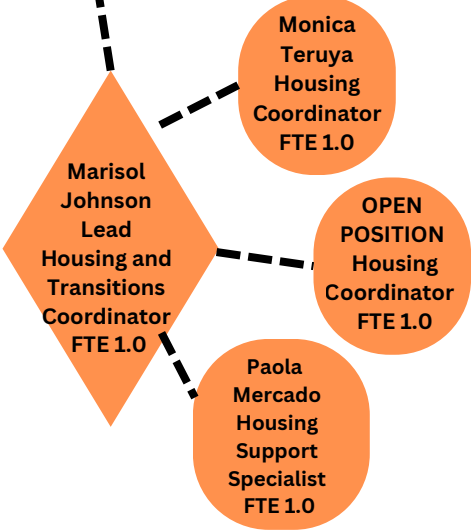 Monica
Teruya
Housing
Coordinator
FTE 1.0
Marisol
Johnson
Lead
Housing and
Transitions
Coordinator
FTE 1.0
OPEN
POSITION
Housing
Coordinator
FTE 1.0
Paola
Mercado
Housing
Support
Specialist
FTE 1.0